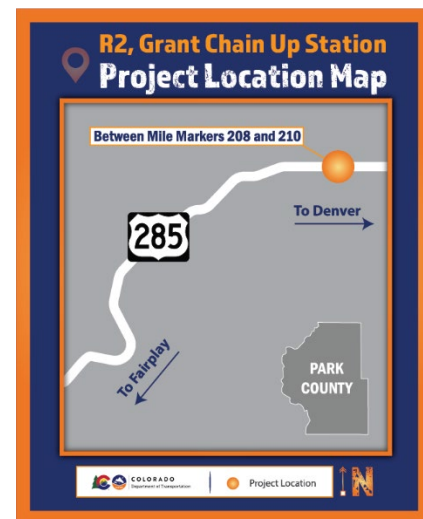 R2, Grant Chain Up Station
Project Location Map
Between Mile Markers 208 and 210
To Denver
285
To Fairplay
PARK
COUNTY
COLORADO
Department of Transportation
Project Location
N